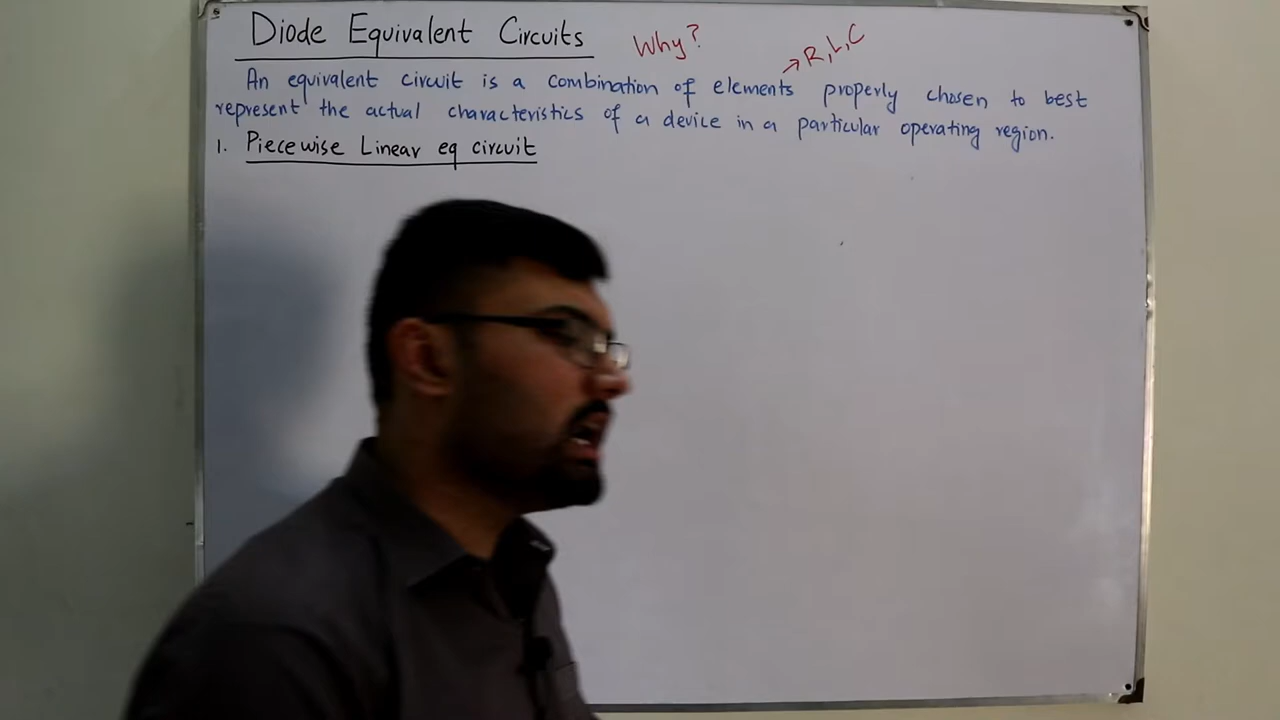 Diode Equivalent Circuits Why?
→ R, L, C
An equivalent circuit is a combination of elements properly chosen to best
represent the actual characteristics of a device in a particular operating region.
1. Piecewise Linear eq circuit